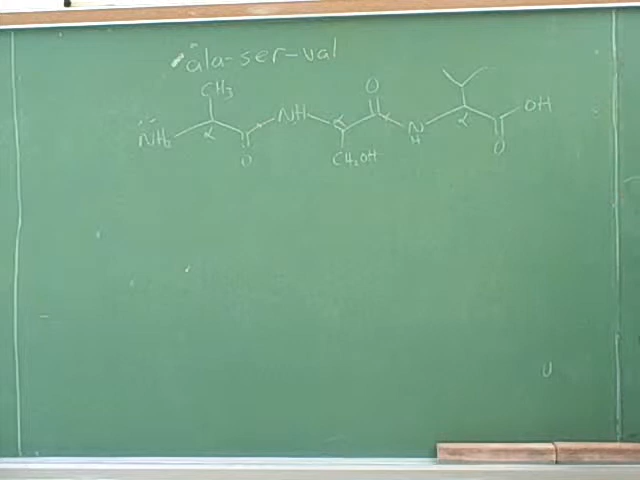 ala-ser-val
CH₃ O
NH₂ α NH α N H α OH
O CH₂OH O
U